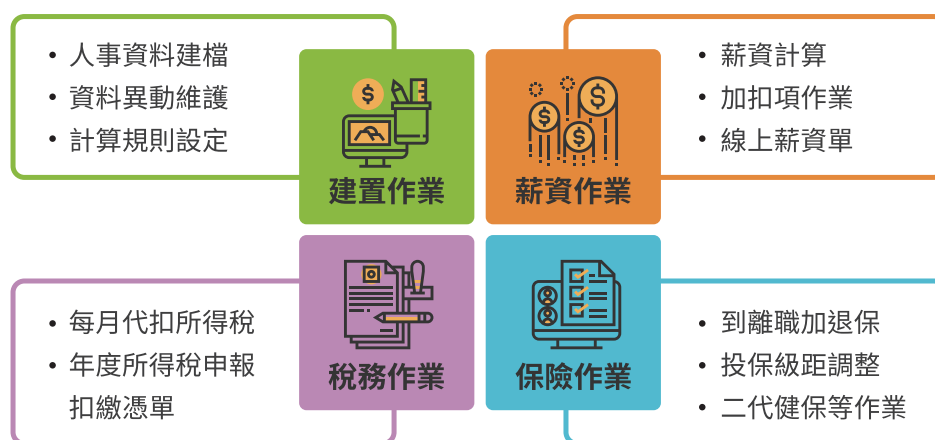 • 人事資料建檔
• 資料異動維護
• 計算規則設定
建置作業
• 薪資計算
• 加扣項作業
• 線上薪資單
薪資作業
• 每月代扣所得稅
• 年度所得稅申報
扣繳憑單
稅務作業
• 到離職加退保
• 投保級距調整
• 二代健保等作業
保險作業